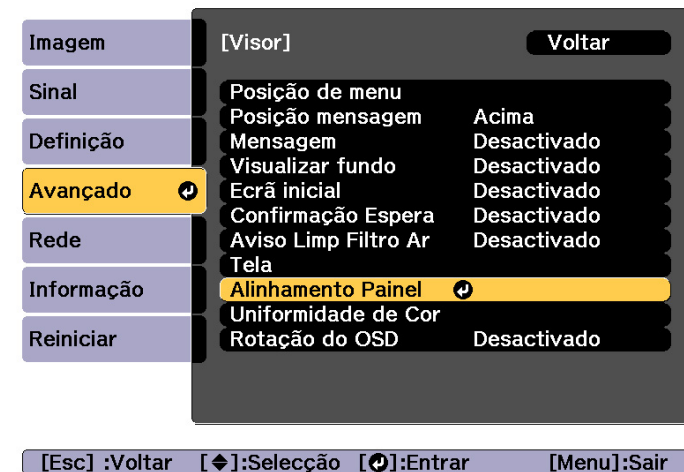 Imagem
Sinal
Definição
Avançado
Rede
Informação
Reiniciar
[Visor] Voltar
Posição de menu
Posição mensagem Acima
Mensagem Desactivado
Visualizar fundo Desactivado
Ecrã inicial Desactivado
Confirmação Espera Desactivado
Aviso Limp Filtro Ar Desactivado
Tela
Alinhamento Painel
Uniformidade de Cor
Rotação do OSD Desactivado
[Esc] :Voltar []:Selecção []:Entrar [Menu]:Sair